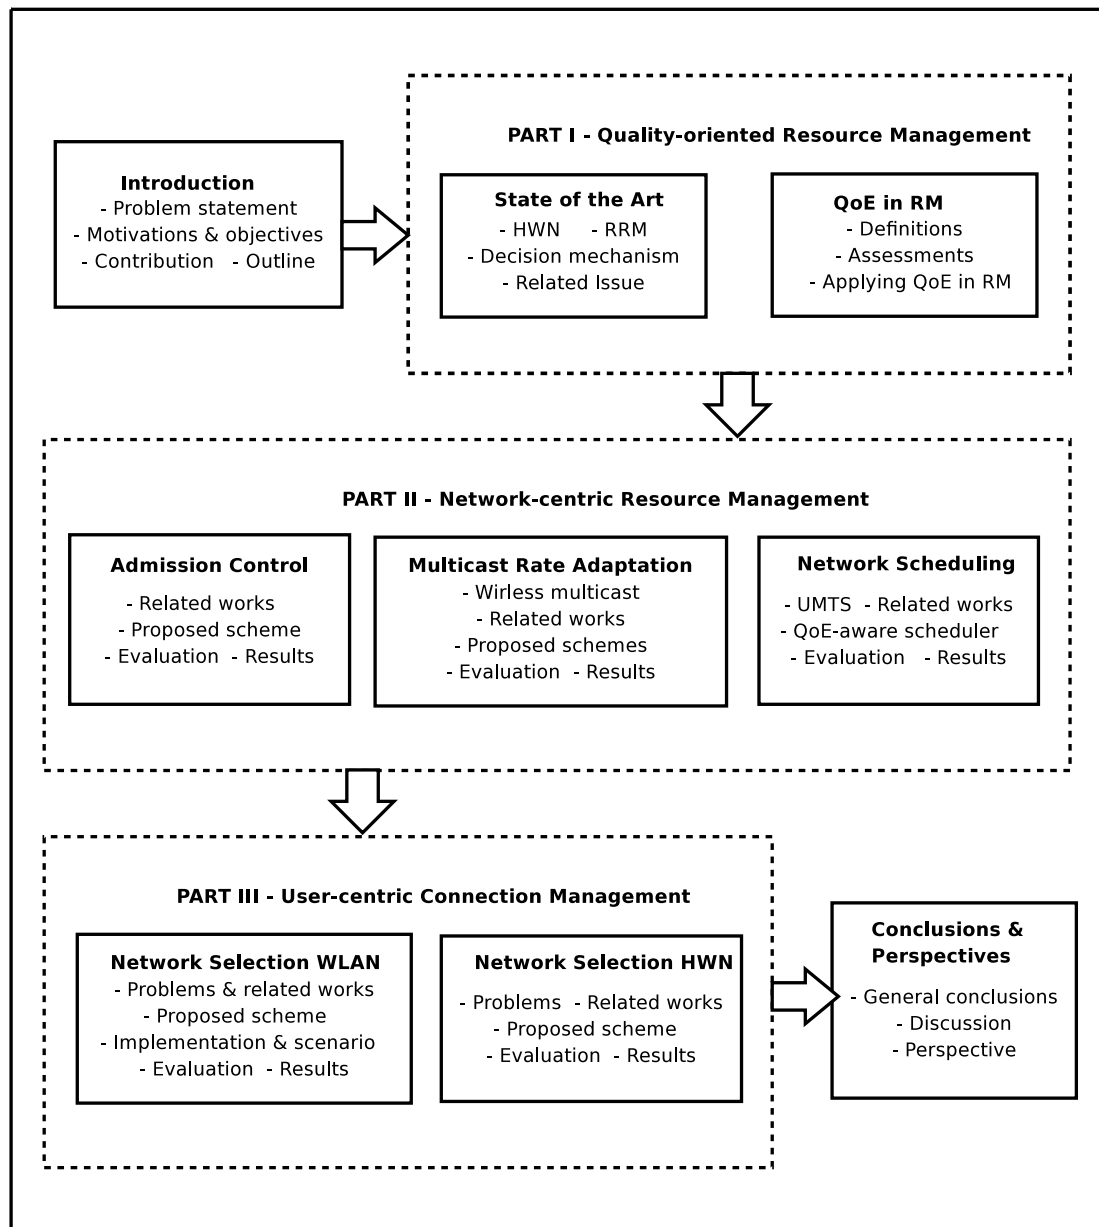 PART I - Quality-oriented Resource Management
Introduction
- Problem statement
- Motivations & objectives
- Contribution - Outline
State of the Art
- HWN - RRM
- Decision mechanism
- Related Issue
QoE in RM
- Definitions
- Assessments
- Applying QoE in RM
PART II - Network-centric Resource Management
Admission Control
- Related works
- Proposed scheme
- Evaluation - Results
Multicast Rate Adaptation
- Wirless multicast
- Related works
- Proposed schemes
- Evaluation - Results
Network Scheduling
- UMTS - Related works
- QoE-aware scheduler
- Evaluation - Results
PART III - User-centric Connection Management
Network Selection WLAN
- Problems & related works
- Proposed scheme
- Implementation & scenario
- Evaluation - Results
Network Selection HWN
- Problems - Related works
- Proposed scheme
- Evaluation - Results
Conclusions &
Perspectives
- General conclusions
- Discussion
- Perspective